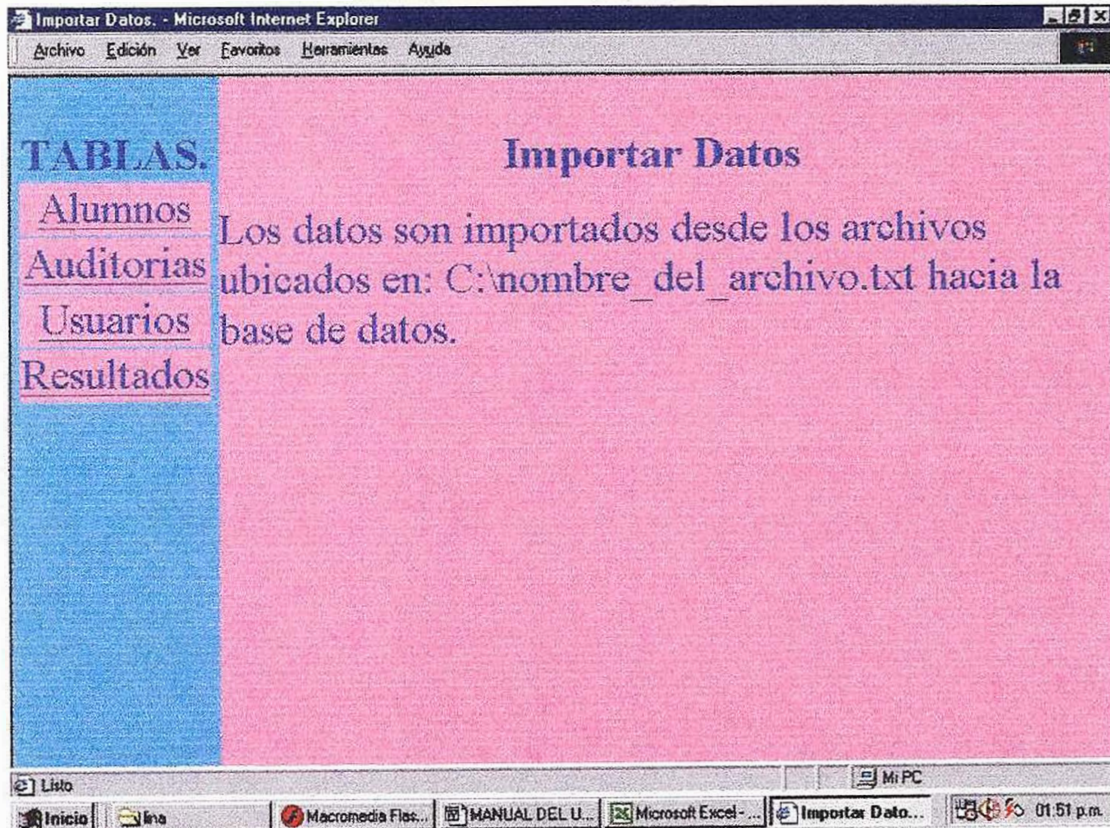 Importar Datos. - Microsoft Internet Explorer
Archivo Edición Ver Favoritos Herramientas Ayuda
TABLAS.
Alumnos
Auditorias
Usuarios
Resultados
Importar Datos
Los datos son importados desde los archivos
ubicados en: C:\nombre_del_archivo.txt hacia la
base de datos.
Listo
Mi PC
Inicio
lina
Macromedia Flas...
MANUAL DEL U...
Microsoft Excel - ...
Importar Dato...
01:51 p.m.